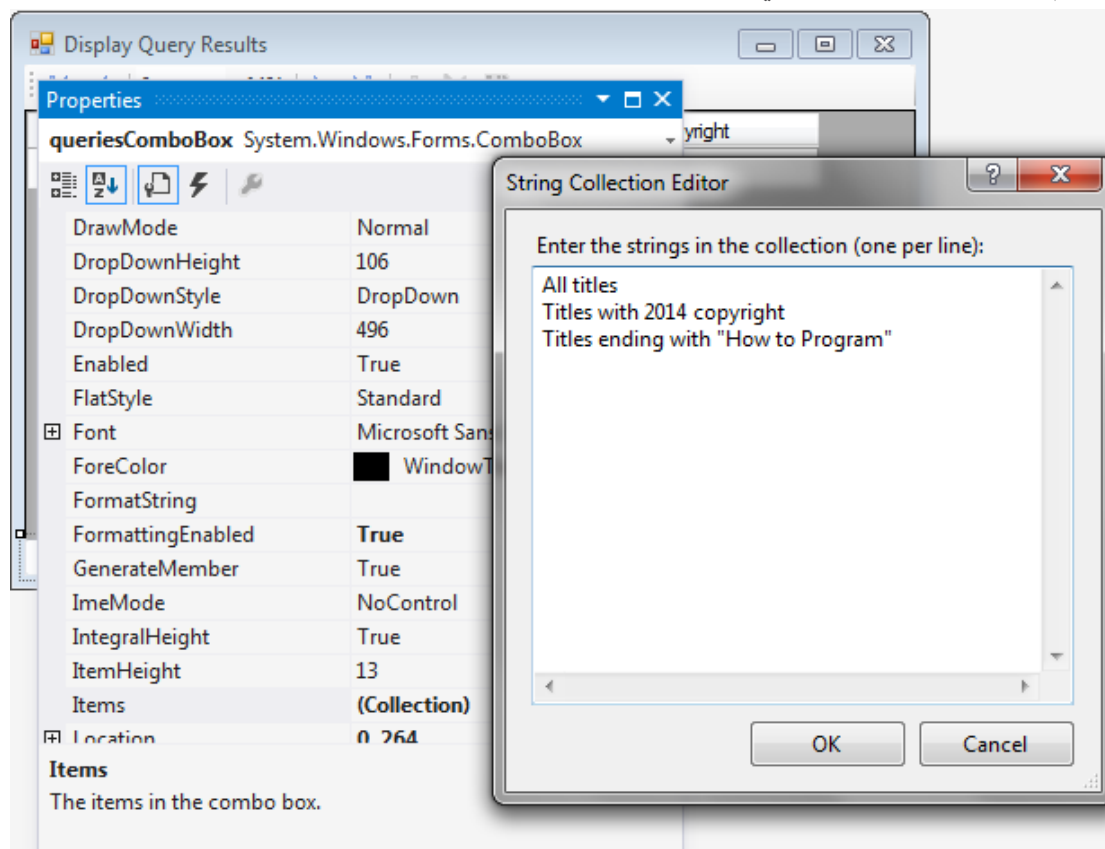 Display Query Results
Properties
queriesComboBox System.Windows.Forms.ComboBox
yright
DrawMode Normal
DropDownHeight 106
DropDownStyle DropDown
DropDownWidth 496
Enabled True
FlatStyle Standard
Font Microsoft Sans
ForeColor WindowT
FormatString
FormattingEnabled True
GenerateMember True
ImeMode NoControl
IntegralHeight True
ItemHeight 13
Items (Collection)
Location 0, 264
Items
The items in the combo box.
String Collection Editor
Enter the strings in the collection (one per line):
All titles
Titles with 2014 copyright
Titles ending with "How to Program"
OK Cancel